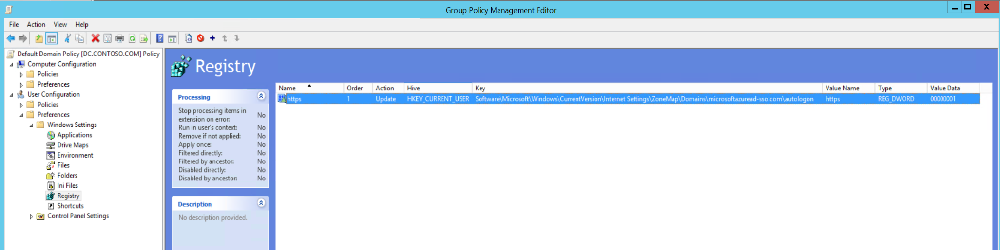 Group Policy Management Editor
File Action View Help
Default Domain Policy [DC.CONTOSO.COM] Policy
Computer Configuration
Policies
Preferences
User Configuration
Policies
Preferences
Windows Settings
Applications
Drive Maps
Environment
Files
Folders
Ini Files
Registry
Shortcuts
Control Panel Settings
Registry
Processing
Stop processing items in
extension on error: No
Run in user's context: No
Remove if not applied: No
Apply once: No
Filtered directly: No
Filtered by ancestor: No
Disabled directly: No
Disabled by ancestor: No
Description
No description provided.
Name Order Action Hive Key Value Name Type Value Data
https 1 Update HKEY_CURRENT_USER Software\Microsoft\Windows\CurrentVersion\Internet Settings\ZoneMap\Domains\microsoftazuread-sso.com\autologon https REG_DWORD 00000001